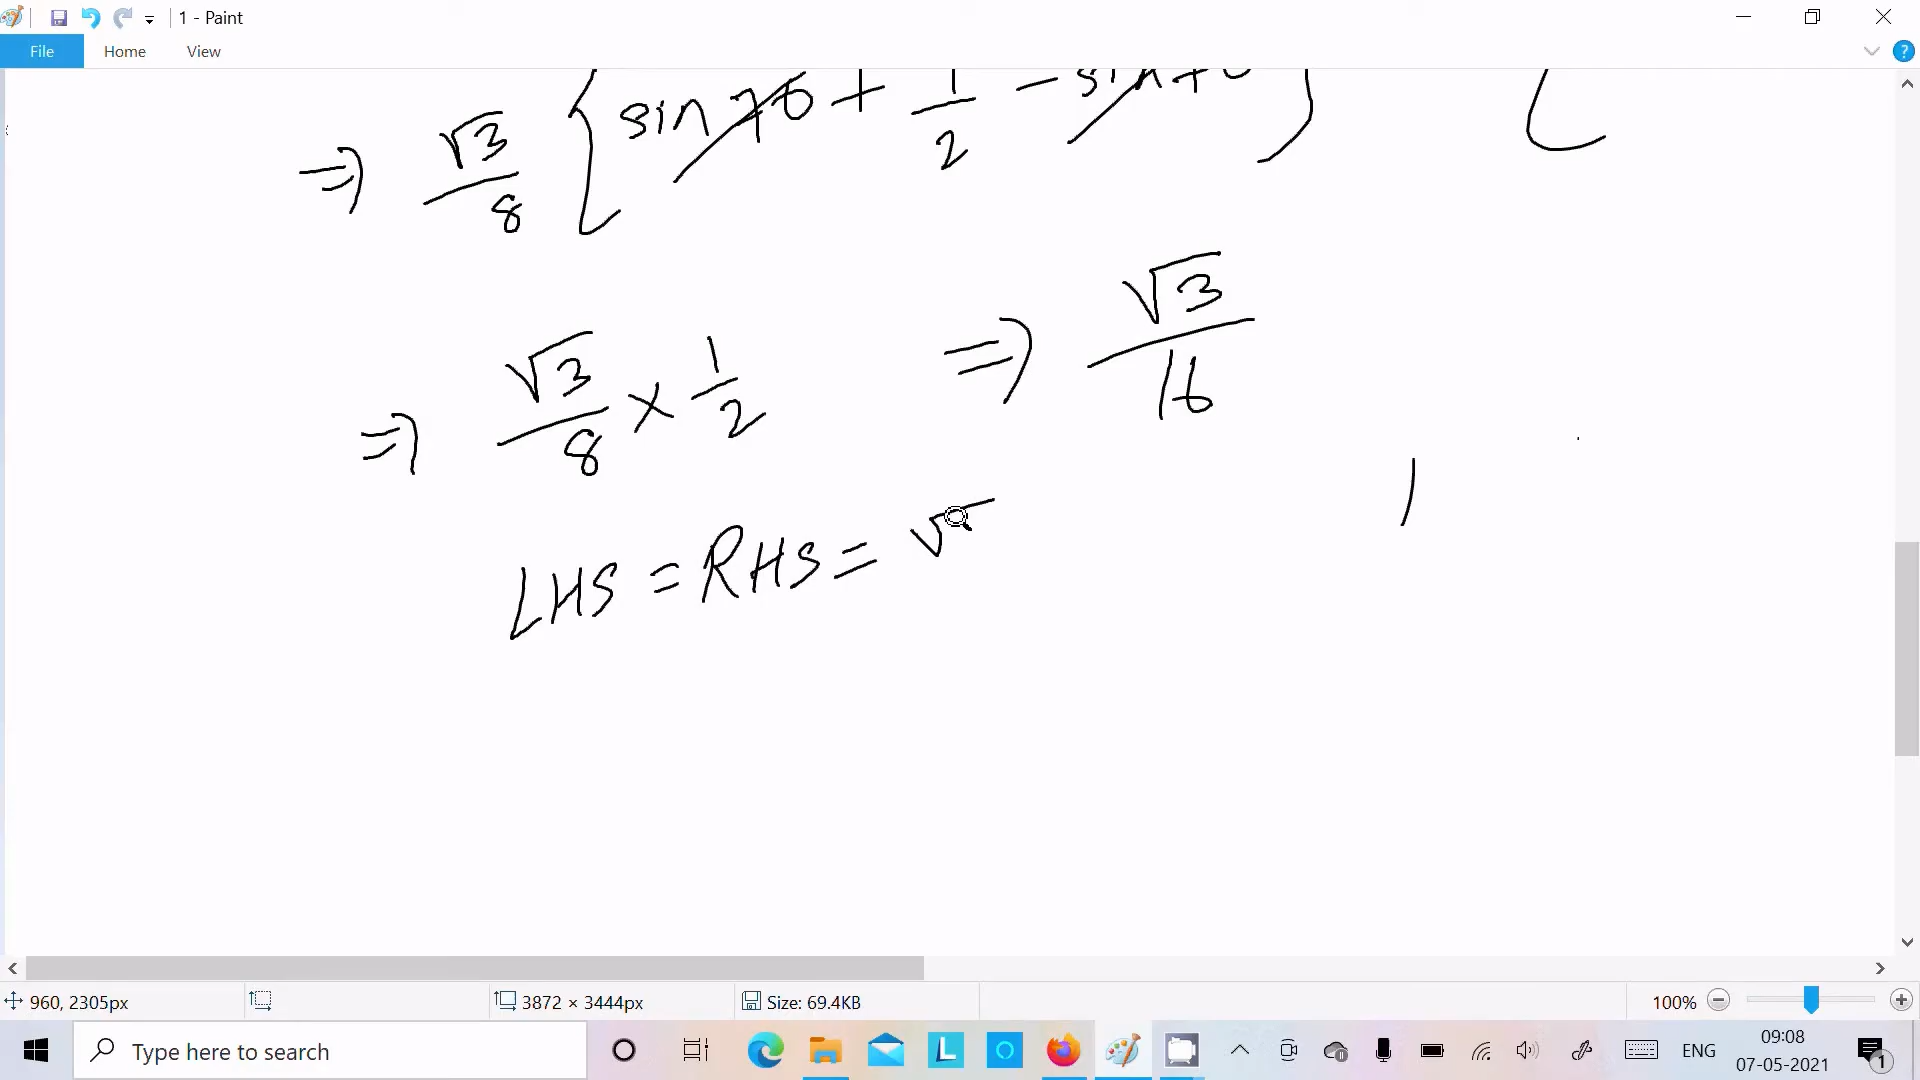 1 - Paint
File Home View
⇒ √3/8 { sin 70 + 1/2 - sin 70 }
⇒ √3/8 × 1/2 ⇒ √3/16
LHS = RHS = √
960, 2305px 3872 × 3444px Size: 69.4KB 100%
Type here to search ENG 09:08
07-05-2021 1